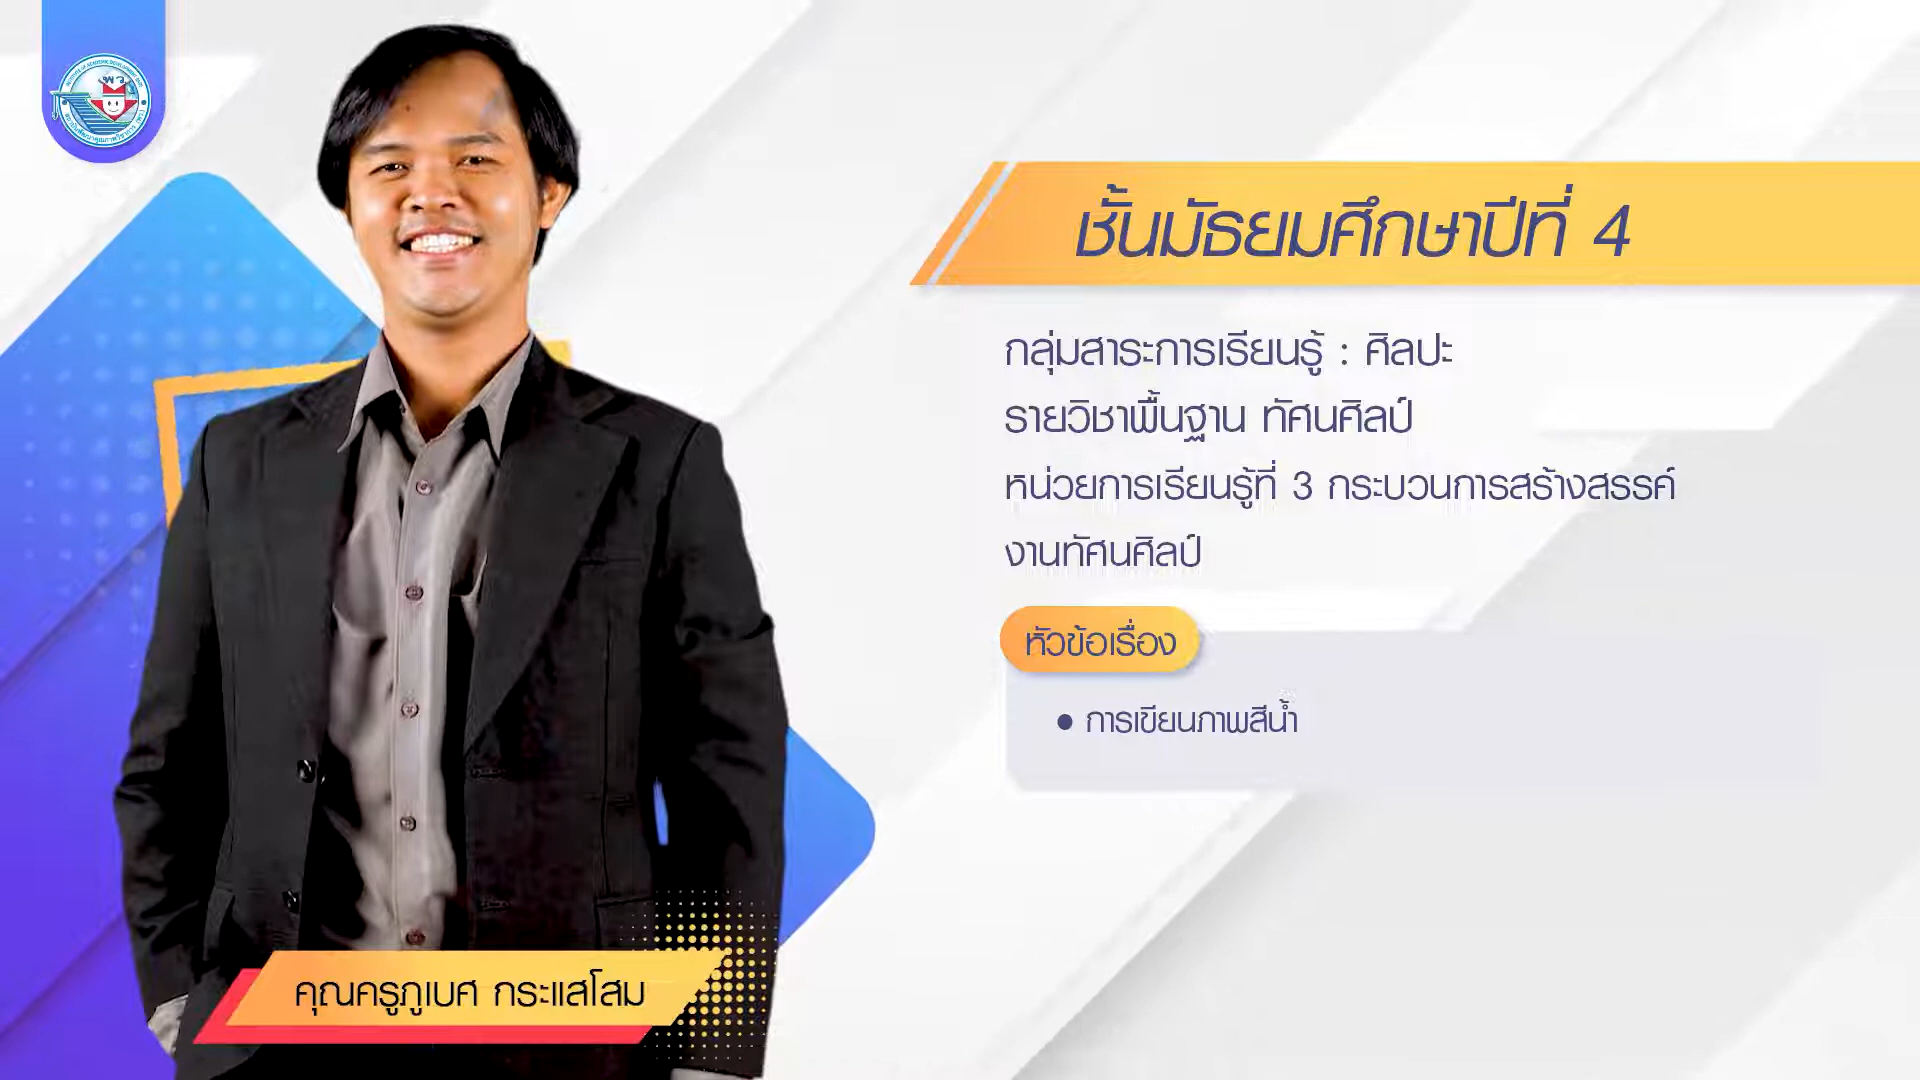 พว
ชั้นมัธยมศึกษาปีที่ 4
กลุ่มสาระการเรียนรู้ : ศิลปะ
รายวิชาพื้นฐาน ทัศนศิลป์
หน่วยการเรียนรู้ที่ 3 กระบวนการสร้างสรรค์
งานทัศนศิลป์
หัวข้อเรื่อง
• การเขียนภาพสีน้ำ
คุณครูภูเบศ กระแสโสม